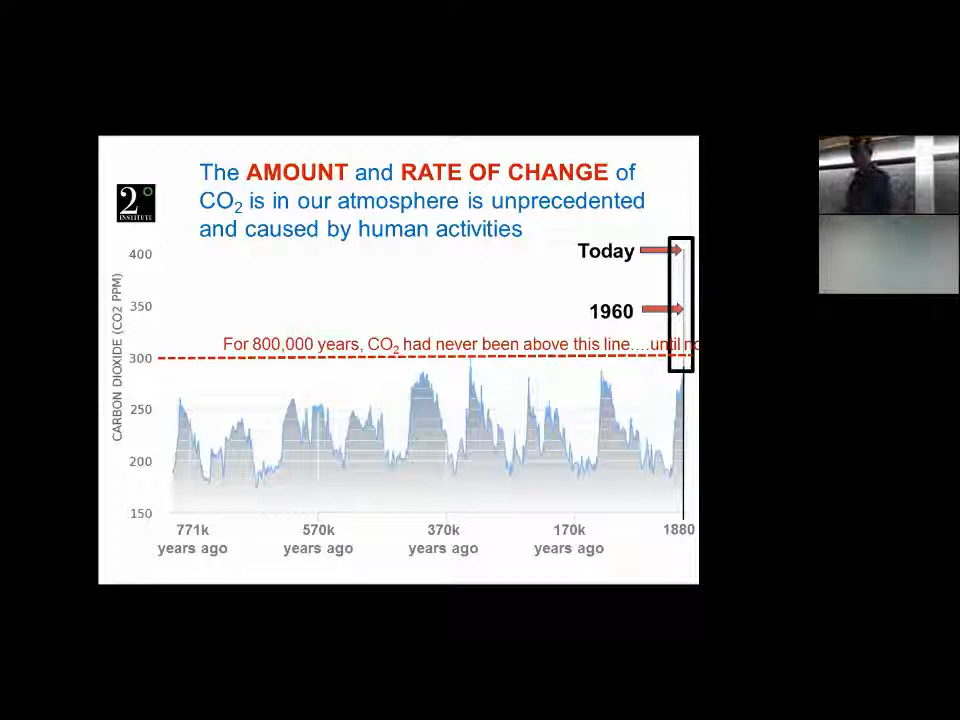 The AMOUNT and RATE OF CHANGE of
CO2 is in our atmosphere is unprecedented
and caused by human activities
2°
INSTITUTE
Today
1960
For 800,000 years, CO2 had never been above this line....until no
CARBON DIOXIDE (CO2 PPM)
400
350
300
250
200
150
771k
years ago
570k
years ago
370k
years ago
170k
years ago
1880